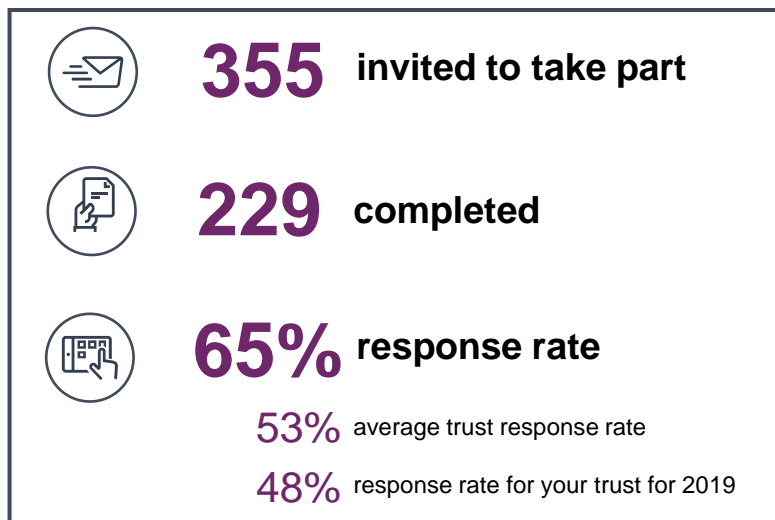 355 invited to take part
229 completed
65% response rate
53% average trust response rate
48% response rate for your trust for 2019